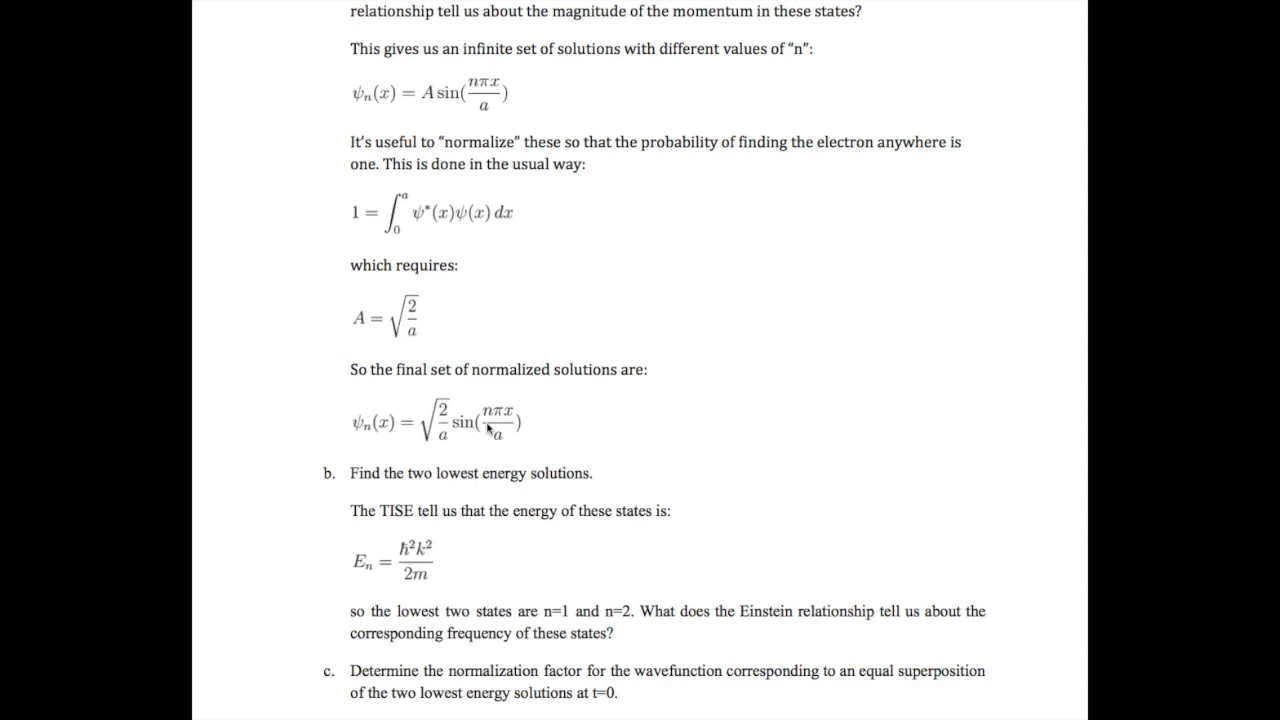 relationship tell us about the magnitude of the momentum in these states?
This gives us an infinite set of solutions with different values of “n”:
ψₙ(x) = A sin(nπx/a)
It’s useful to “normalize” these so that the probability of finding the electron anywhere is
one. This is done in the usual way:
1 = ∫₀ᵃ ψ*(x)ψ(x) dx
which requires:
A = √(2/a)
So the final set of normalized solutions are:
ψₙ(x) = √(2/a) sin(nπx/a)
b. Find the two lowest energy solutions.
The TISE tell us that the energy of these states is:
Eₙ = ħ²k²/2m
so the lowest two states are n=1 and n=2. What does the Einstein relationship tell us about the
corresponding frequency of these states?
c. Determine the normalization factor for the wavefunction corresponding to an equal superposition
of the two lowest energy solutions at t=0.